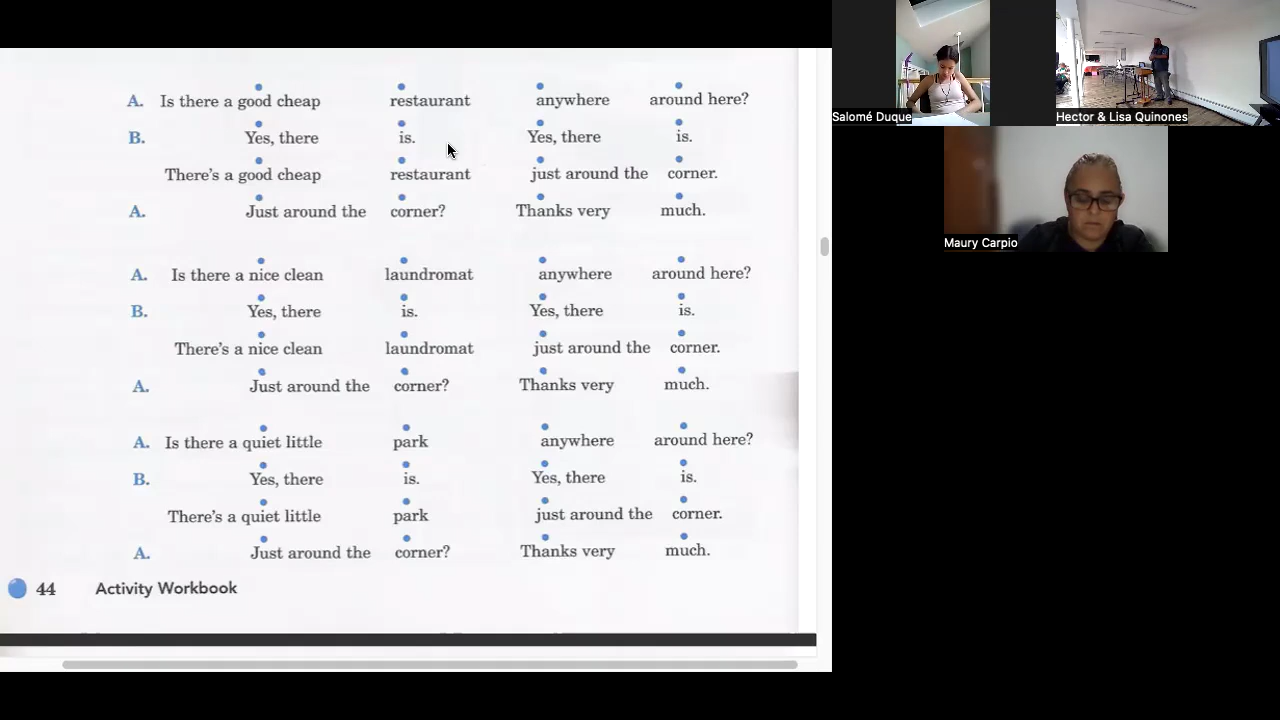 A. Is there a good cheap restaurant anywhere around here?
B. Yes, there is. Yes, there is.
There's a good cheap restaurant just around the corner.
A. Just around the corner? Thanks very much.
A. Is there a nice clean laundromat anywhere around here?
B. Yes, there is. Yes, there is.
There's a nice clean laundromat just around the corner.
A. Just around the corner? Thanks very much.
A. Is there a quiet little park anywhere around here?
B. Yes, there is. Yes, there is.
There's a quiet little park just around the corner.
A. Just around the corner? Thanks very much.
44 Activity Workbook
Salomé Duque
Hector & Lisa Quinones
Maury Carpio